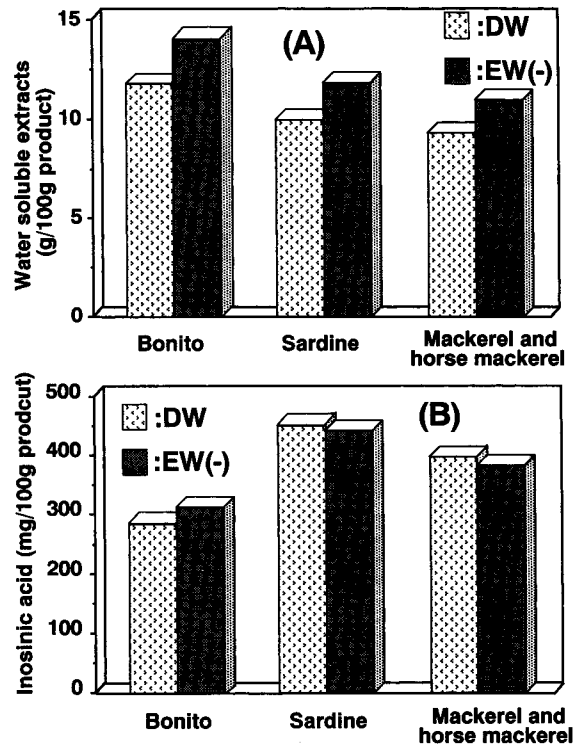 Water soluble extracts
(g/100g product)
15
10
5
0
(A)
:DW
:EW(-)
Bonito
Sardine
Mackerel and
horse mackerel
Inosinic acid (mg/100g prodcut)
500
400
300
200
100
0
:DW
:EW(-)
(B)
Bonito
Sardine
Mackerel and
horse mackerel